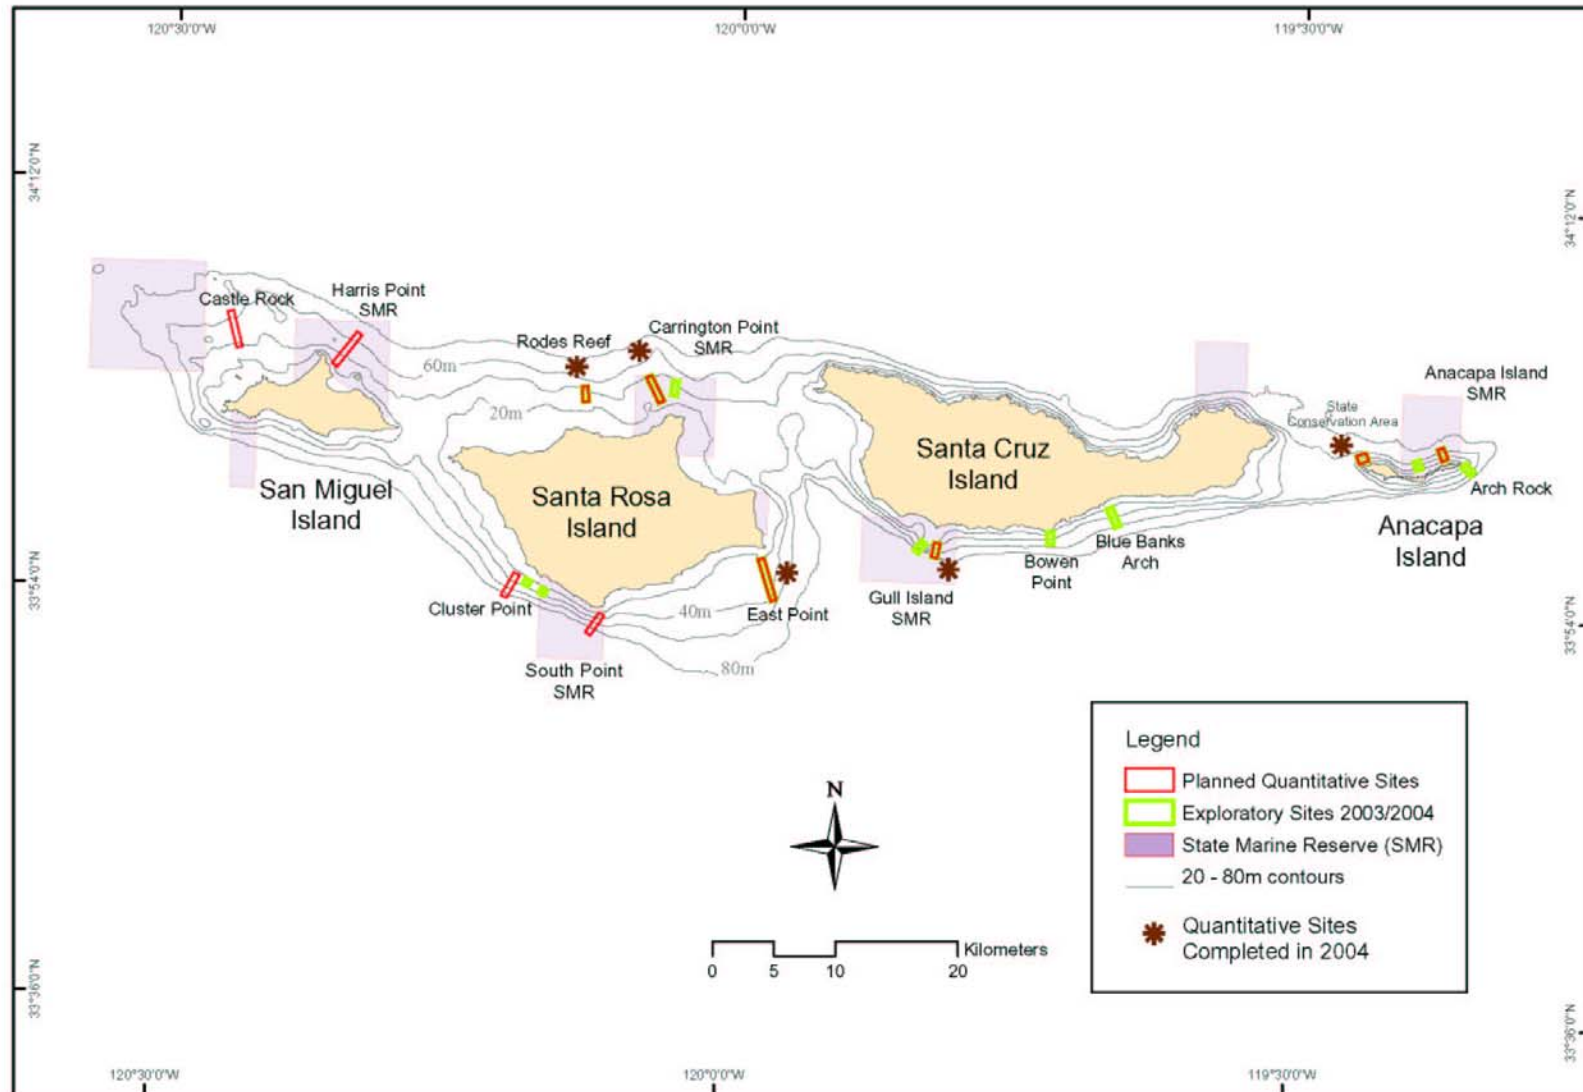 120°30'0"W
120°0'0"W
119°30'0"W
34°12'0"N
34°12'0"N
Castle Rock
Harris Point
SMR
Rodes Reef
Carrington Point
SMR
60m
20m
Anacapa Island
SMR
State
Conservation Area
Santa Cruz
Island
San Miguel
Island
Santa Rosa
Island
Arch Rock
Anacapa
Island
Blue Banks
Arch
Bowen
Point
Gull Island
SMR
33°54'0"N
33°54'0"N
Cluster Point
40m
East Point
80m
South Point
SMR
Legend
Planned Quantitative Sites
Exploratory Sites 2003/2004
State Marine Reserve (SMR)
20 - 80m contours
Quantitative Sites
Completed in 2004
N
Kilometers
0 5 10 20
33°36'0"N
33°36'0"N
120°30'0"W
120°0'0"W
119°30'0"W